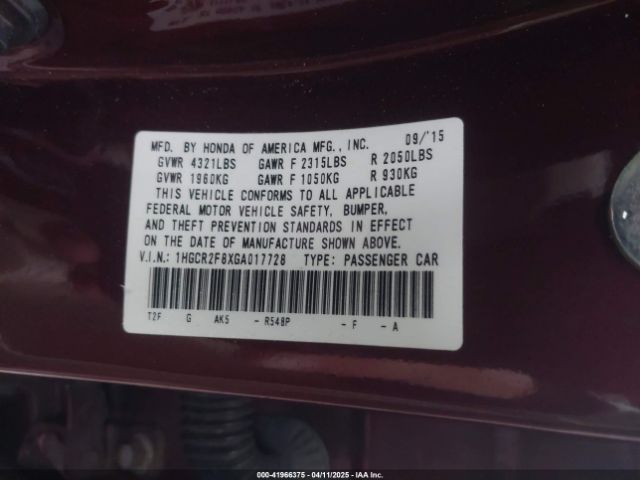 MFD. BY HONDA OF AMERICA MFG., INC. 09/'15
GVWR 4321LBS GAWR F 2315LBS R 2050LBS
GVWR 1960KG GAWR F 1050KG R 930KG
THIS VEHICLE CONFORMS TO ALL APPLICABLE
FEDERAL MOTOR VEHICLE SAFETY, BUMPER,
AND THEFT PREVENTION STANDARDS IN EFFECT
ON THE DATE OF MANUFACTURE SHOWN ABOVE.
V.I.N.: 1HGCR2F8XGA017728 TYPE: PASSENGER CAR
T2F G AK5 - R548P - F - A
000-41966375 - 04/11/2025 - IAA Inc.